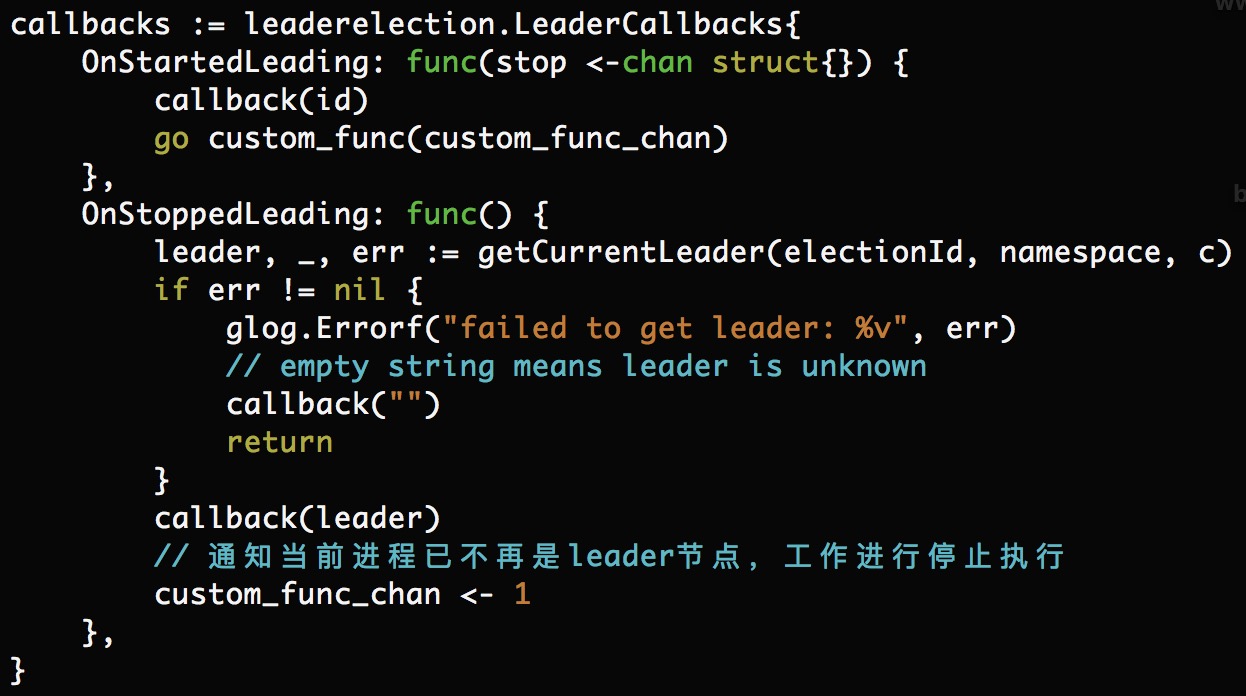 callbacks := leaderelection.LeaderCallbacks{
    OnStartedLeading: func(stop <-chan struct{}) {
        callback(id)
        go custom_func(custom_func_chan)
    },
    OnStoppedLeading: func() {
        leader, _, err := getCurrentLeader(electionId, namespace, c)
        if err != nil {
            glog.Errorf("failed to get leader: %v", err)
            // empty string means leader is unknown
            callback("")
            return
        }
        callback(leader)
        // 通知当前进程已不再是leader节点, 工作进行停止执行
        custom_func_chan <- 1
    },
}